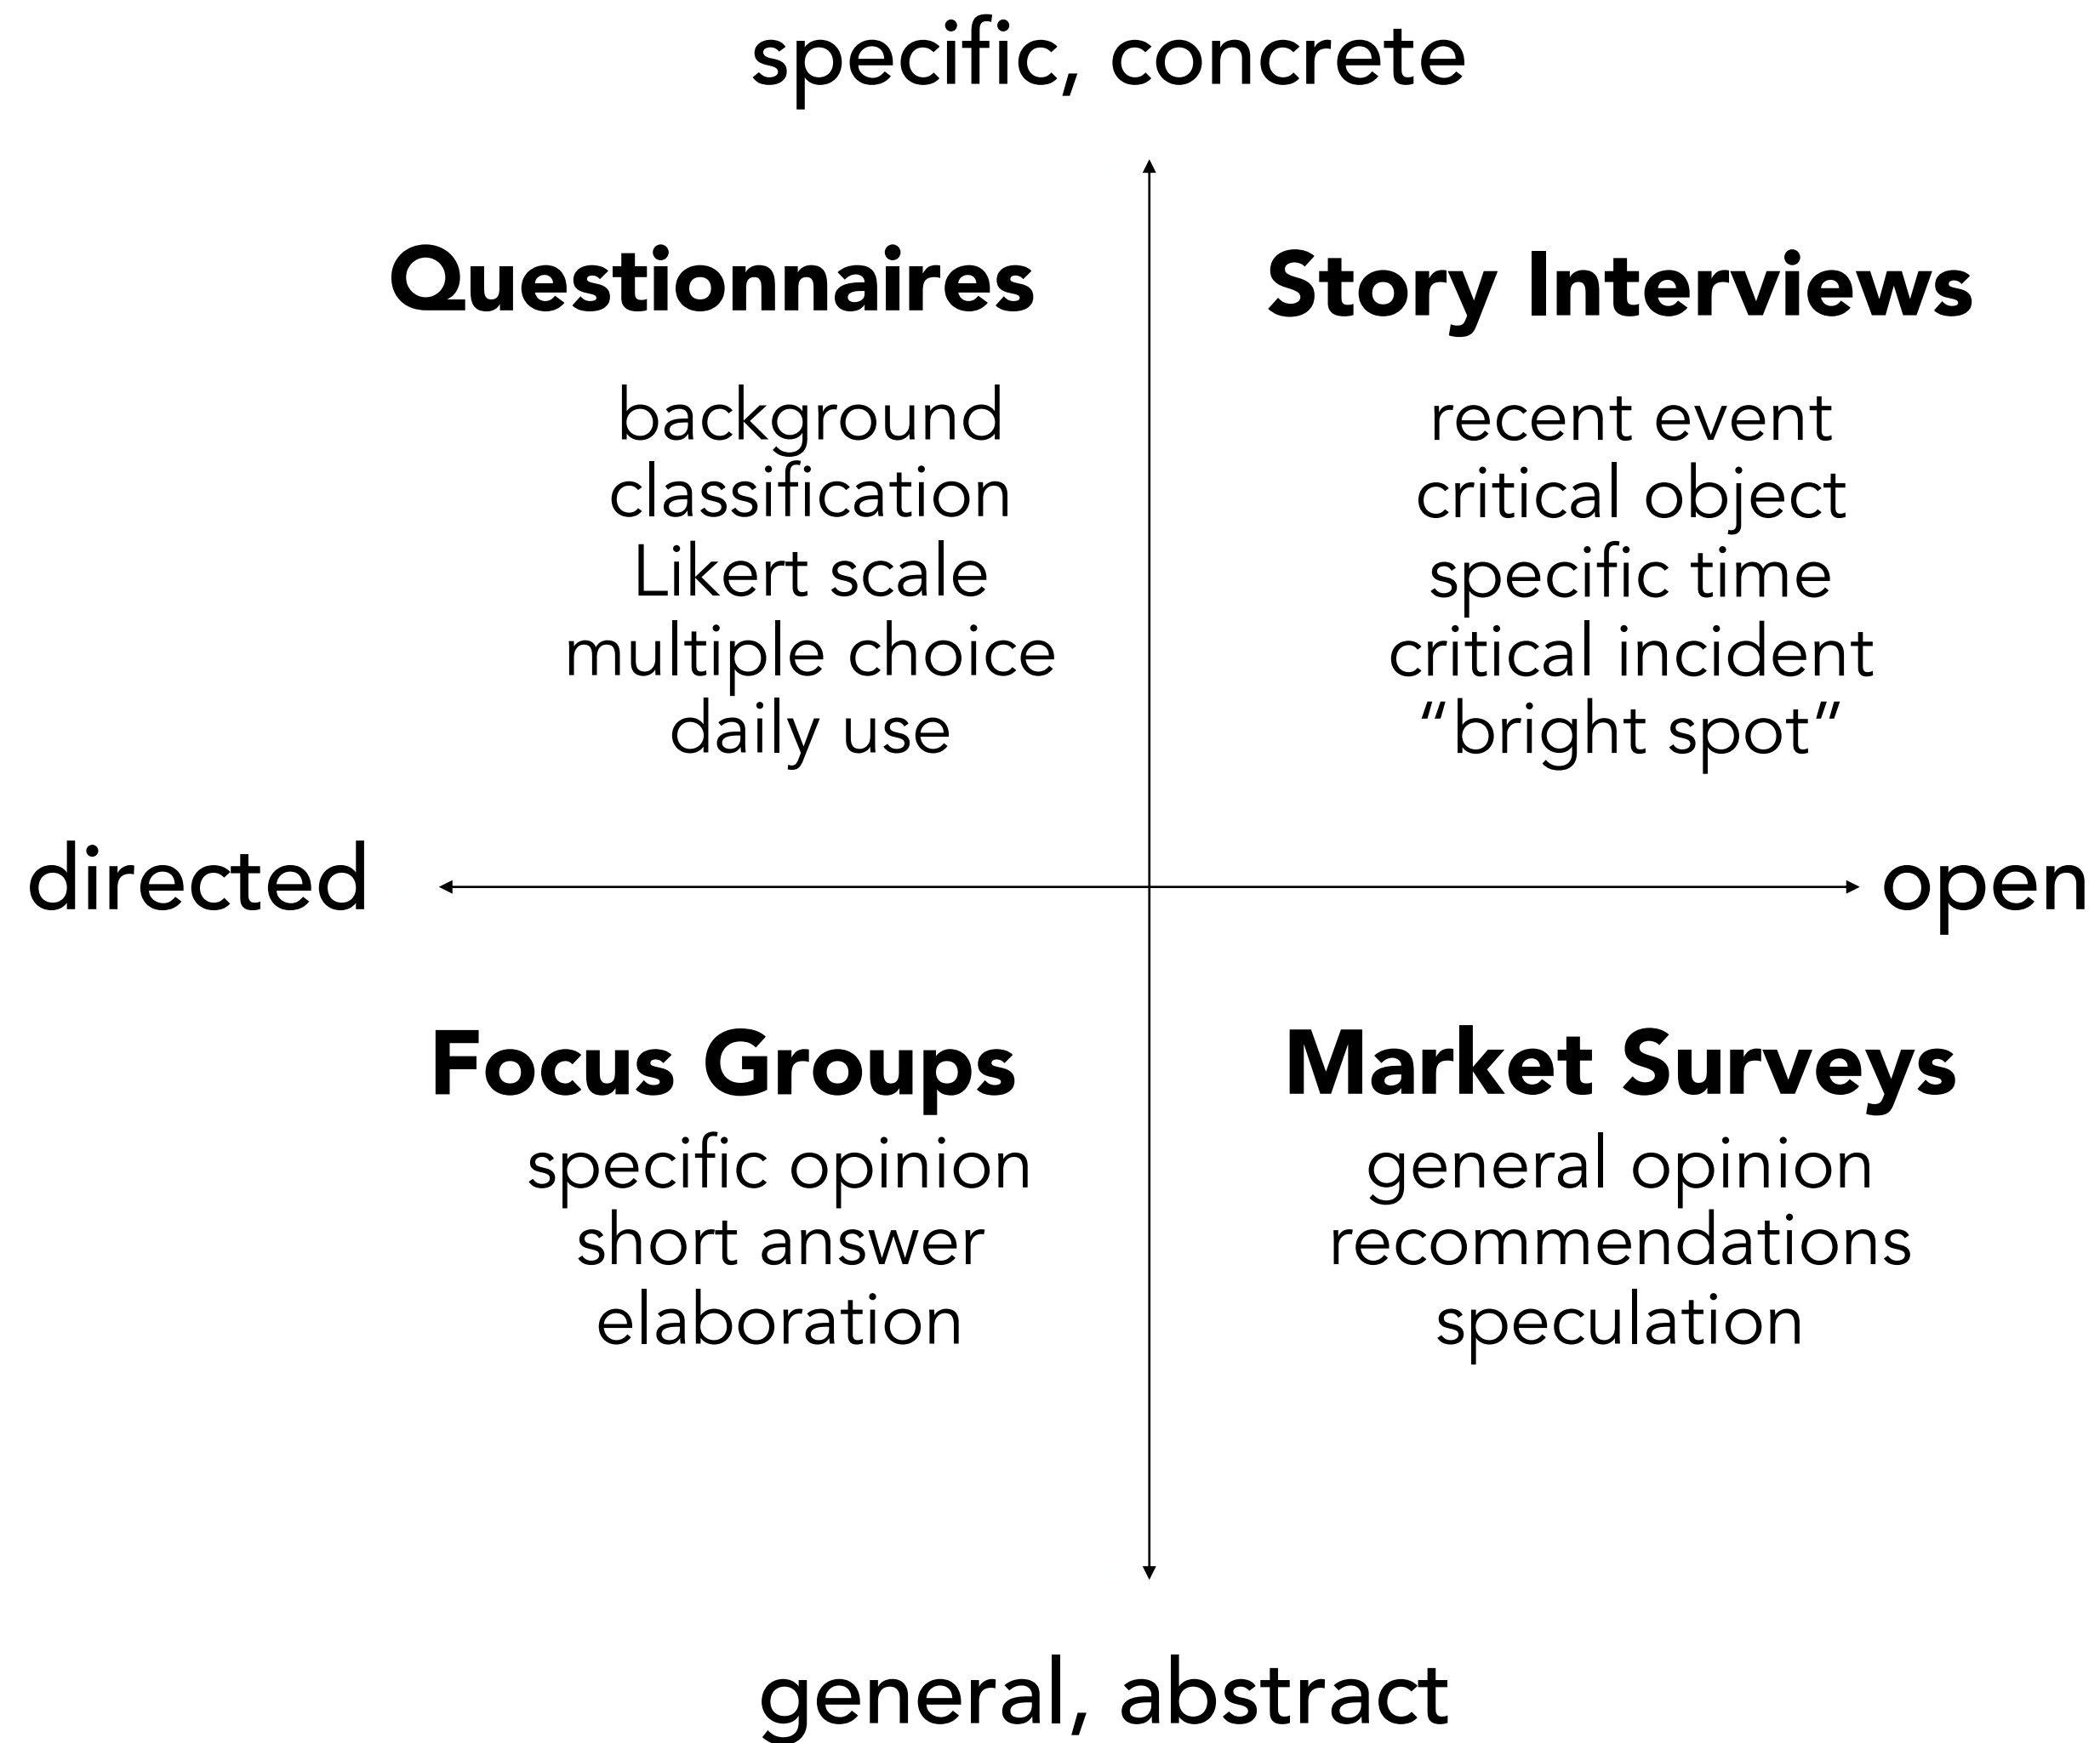 specific, concrete
Questionnaires
background
classification
Likert scale
multiple choice
daily use
Story Interviews
recent event
critical object
specific time
critical incident
“bright spot”
directed
open
Focus Groups
specific opinion
short answer
elaboration
Market Surveys
general opinion
recommendations
speculation
general, abstract